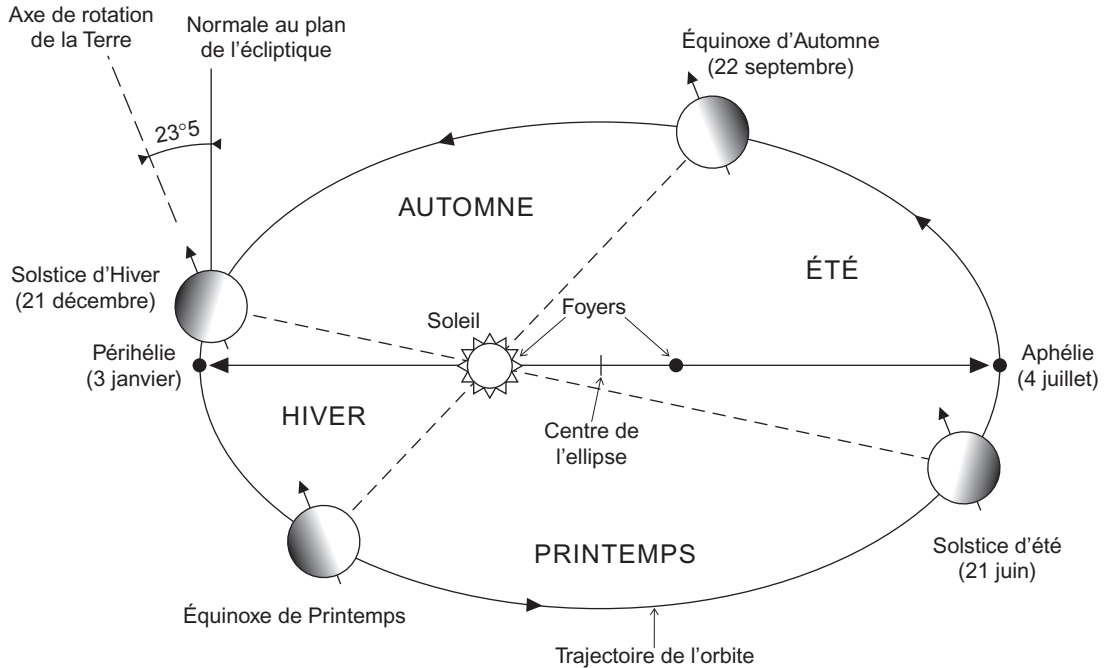 Axe de rotation
de la Terre
Normale au plan
de l’écliptique
Équinoxe d’Automne
(22 septembre)
23°5
AUTOMNE
ÉTÉ
Solstice d’Hiver
(21 décembre)
Soleil
Foyers
Périhélie
(3 janvier)
Aphélie
(4 juillet)
HIVER
Centre de
l’ellipse
PRINTEMPS
Solstice d’été
(21 juin)
Équinoxe de Printemps
Trajectoire de l’orbite